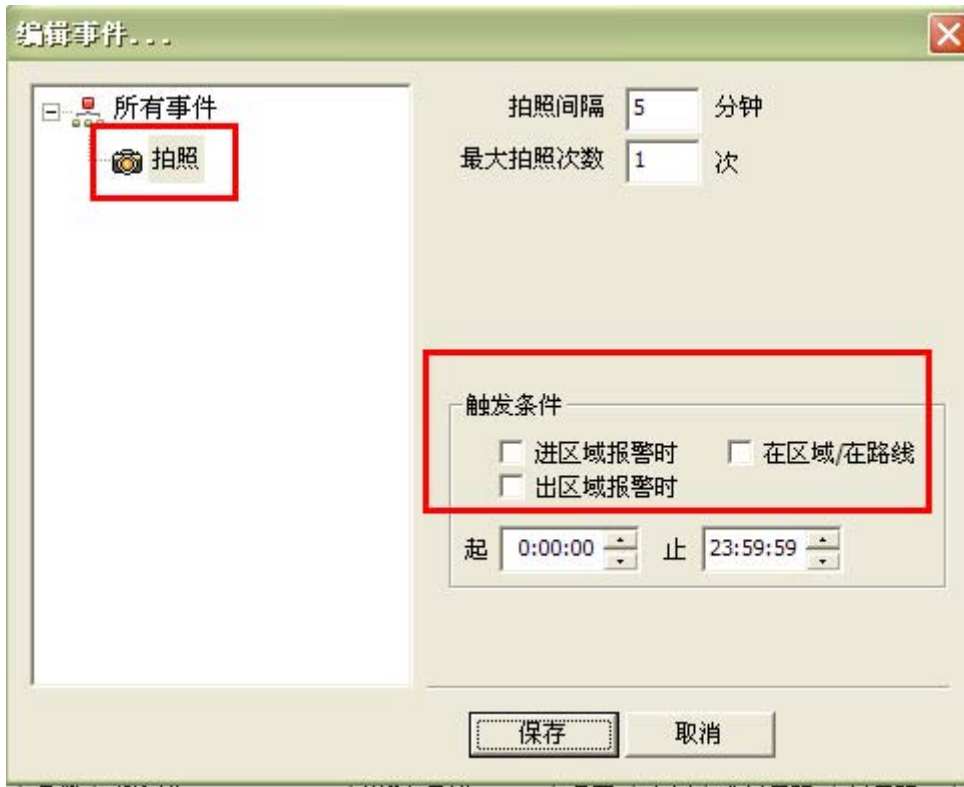 编辑事件...
所有事件
拍照
拍照间隔 5 分钟
最大拍照次数 1 次
触发条件
进区域报警时 在区域/在路线
出区域报警时
起 0:00:00 止 23:59:59
保存 取消